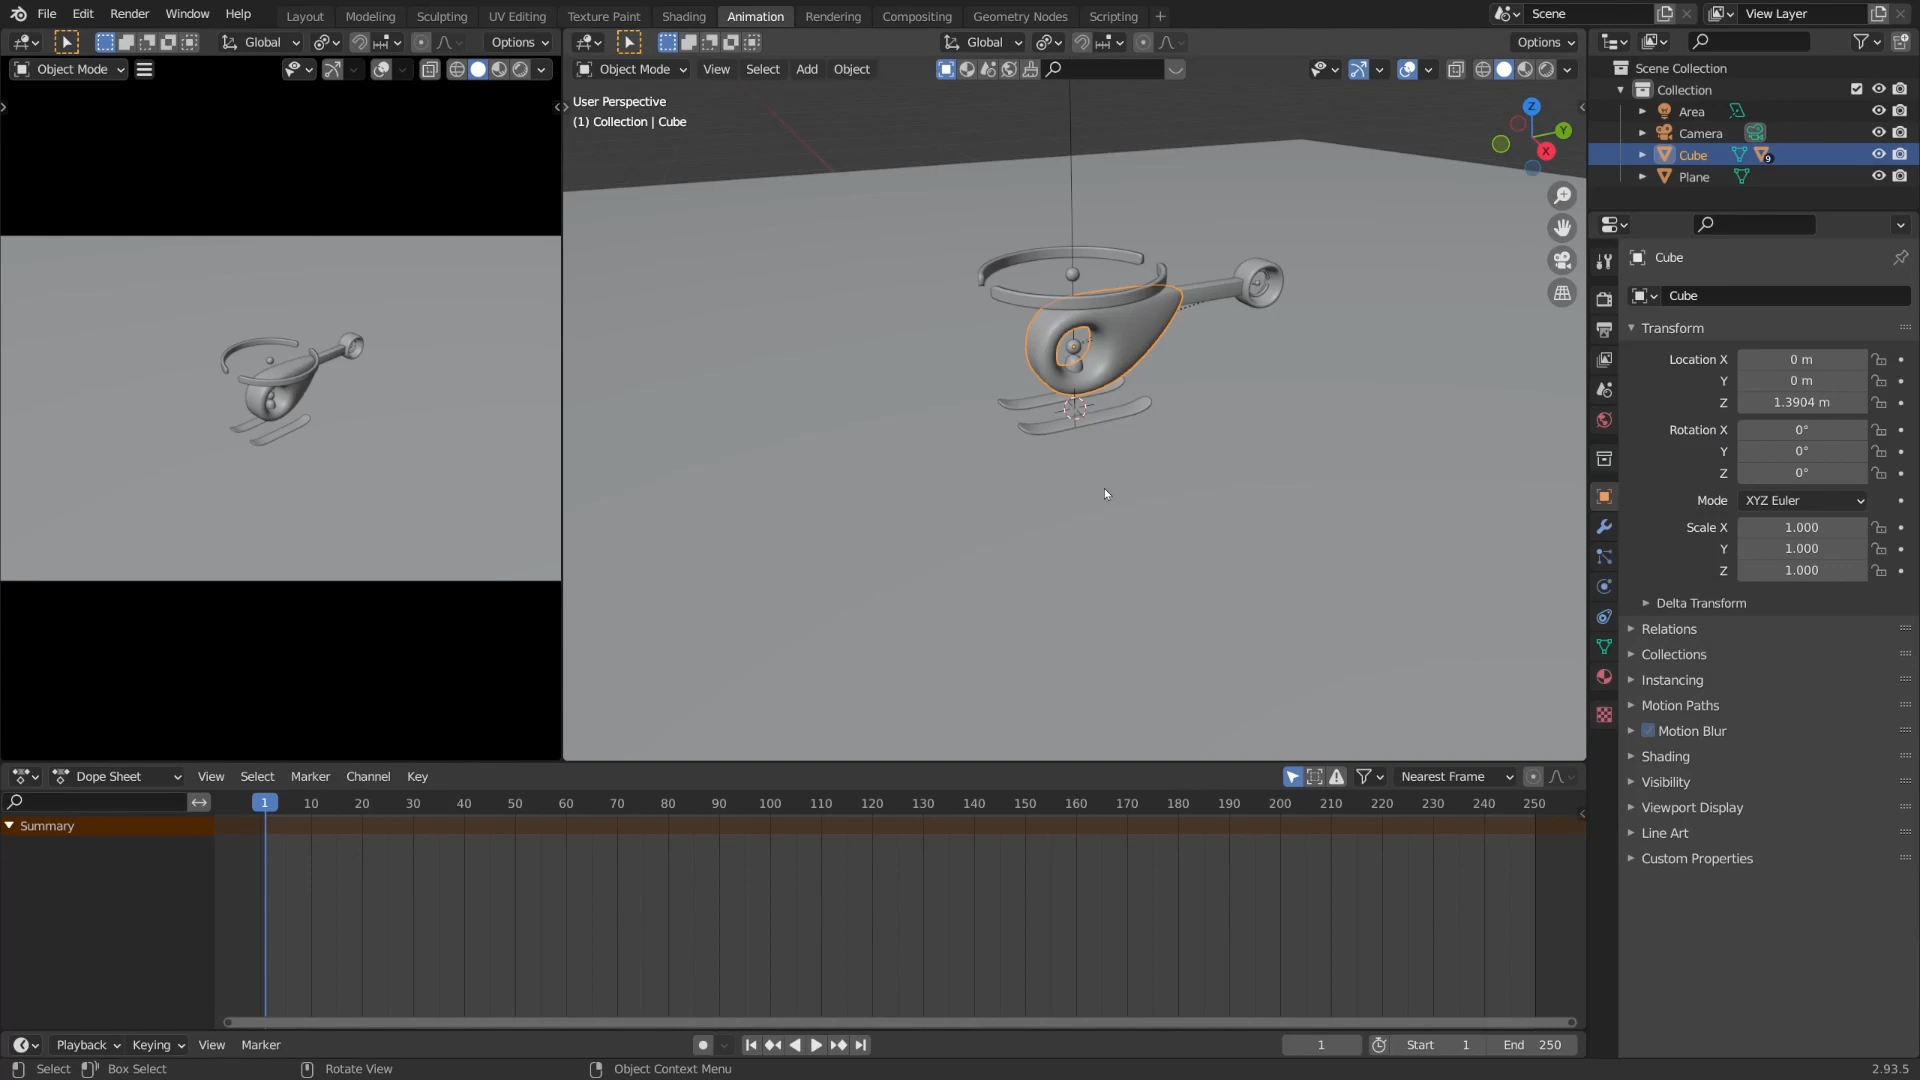 File Edit Render Window Help Layout Modeling Sculpting UV Editing Texture Paint Shading Animation Rendering Compositing Geometry Nodes Scripting + Scene View Layer
Global Options Global Options
Object Mode Object Mode View Select Add Object
User Perspective
(1) Collection | Cube
Z
Y
X
Scene Collection
Collection
Area
Camera
Cube 9
Plane
Cube
Cube
Transform
Location X 0 m
Y 0 m
Z 1.3904 m
Rotation X 0°
Y 0°
Z 0°
Mode XYZ Euler
Scale X 1.000
Y 1.000
Z 1.000
Delta Transform
Relations
Collections
Instancing
Motion Paths
Motion Blur
Shading
Visibility
Viewport Display
Line Art
Custom Properties
Dope Sheet View Select Marker Channel Key Nearest Frame
1 10 20 30 40 50 60 70 80 90 100 110 120 130 140 150 160 170 180 190 200 210 220 230 240 250
Summary
Playback Keying View Marker 1 Start 1 End 250
Select Box Select Rotate View Object Context Menu 2.93.5